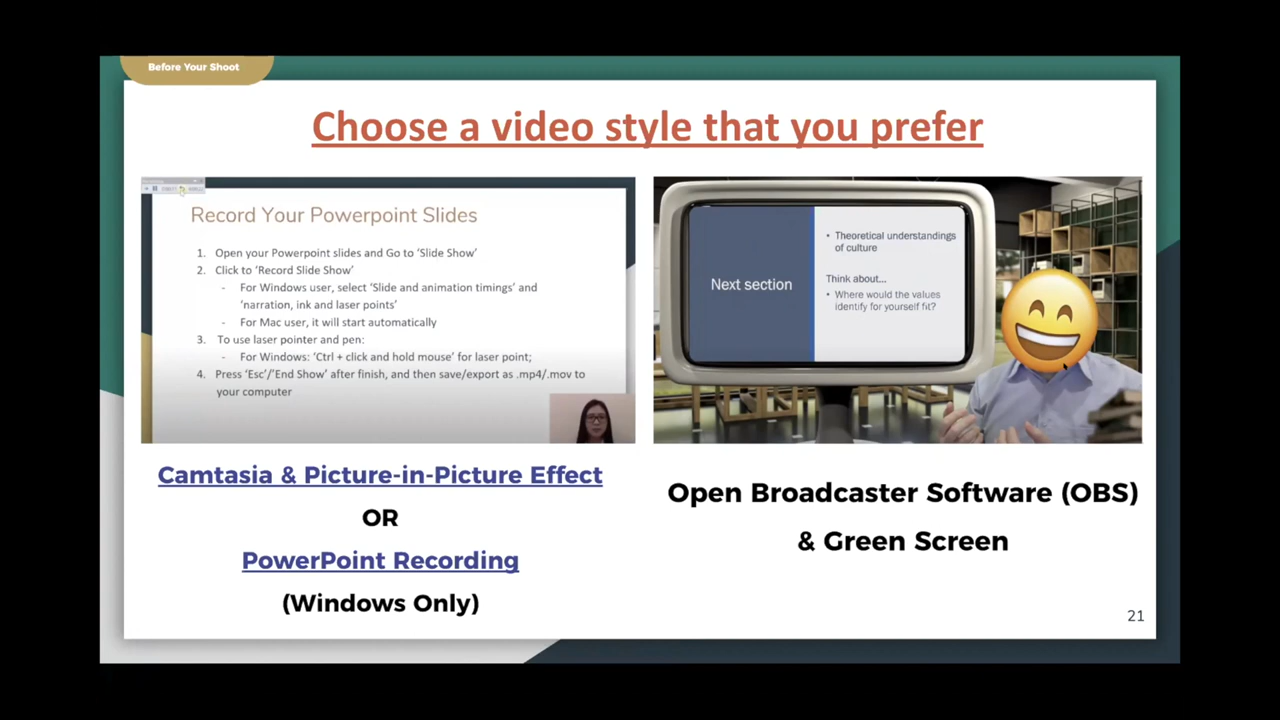 Before Your Shoot
Choose a video style that you prefer
Record Your Powerpoint Slides
1. Open your Powerpoint slides and Go to ‘Slide Show’
2. Click to ‘Record Slide Show’
- For Windows user, select ‘Slide and animation timings’ and
‘narration, ink and laser points’
- For Mac user, it will start automatically
3. To use laser pointer and pen:
- For Windows: ‘Ctrl + click and hold mouse’ for laser point;
4. Press ‘Esc’/’End Show’ after finish, and then save/export as .mp4/.mov to
your computer
Next section
• Theoretical understandings
of culture
Think about...
• Where would the values
identify for yourself fit?
Camtasia & Picture-in-Picture Effect
OR
PowerPoint Recording
(Windows Only)
Open Broadcaster Software (OBS)
& Green Screen
21